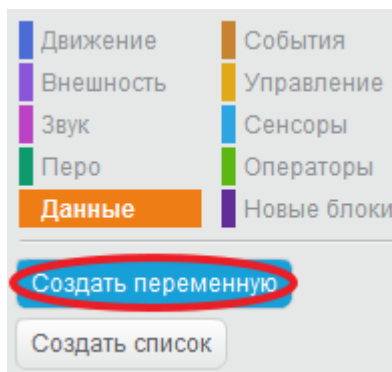 Движение События
Внешность Управление
Звук Сенсоры
Перо Операторы
Данные Новые блоки
Создать переменную
Создать список